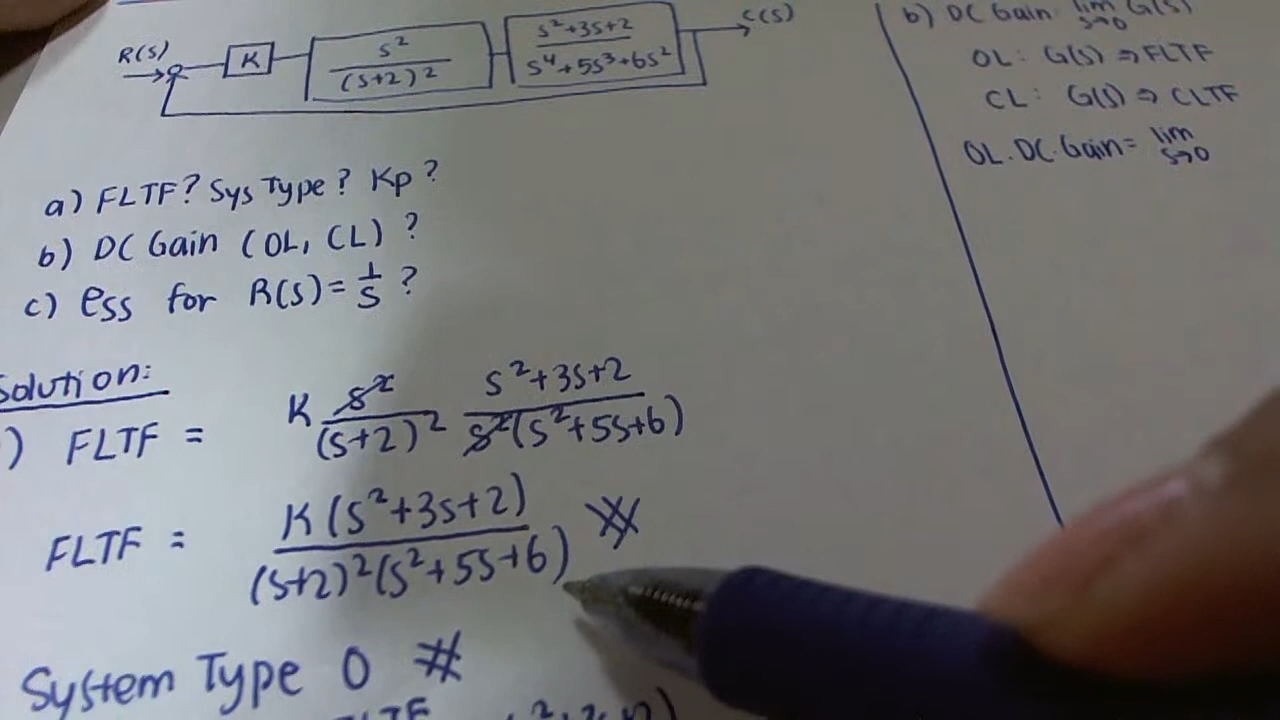 R(S)
K
s²/(s+2)²
s²+3s+2/s⁴+5s³+6s²
C(S)
a) FLTF? Sys Type? Kp?
b) DC Gain (OL, CL)?
c) ess for R(S)=1/S?
Solution:
) FLTF = K s²/(s+2)² s²+3s+2/s²(s²+5s+6)
FLTF = K(s²+3s+2)/(s+2)²(s²+5s+6)
System Type 0 #
FLTF
b) DC Gain lim s→0 G(S)
OL: G(S) ⇒ FLTF
CL: G(S) ⇒ CLTF
OL.DC.Gain= lim s→0